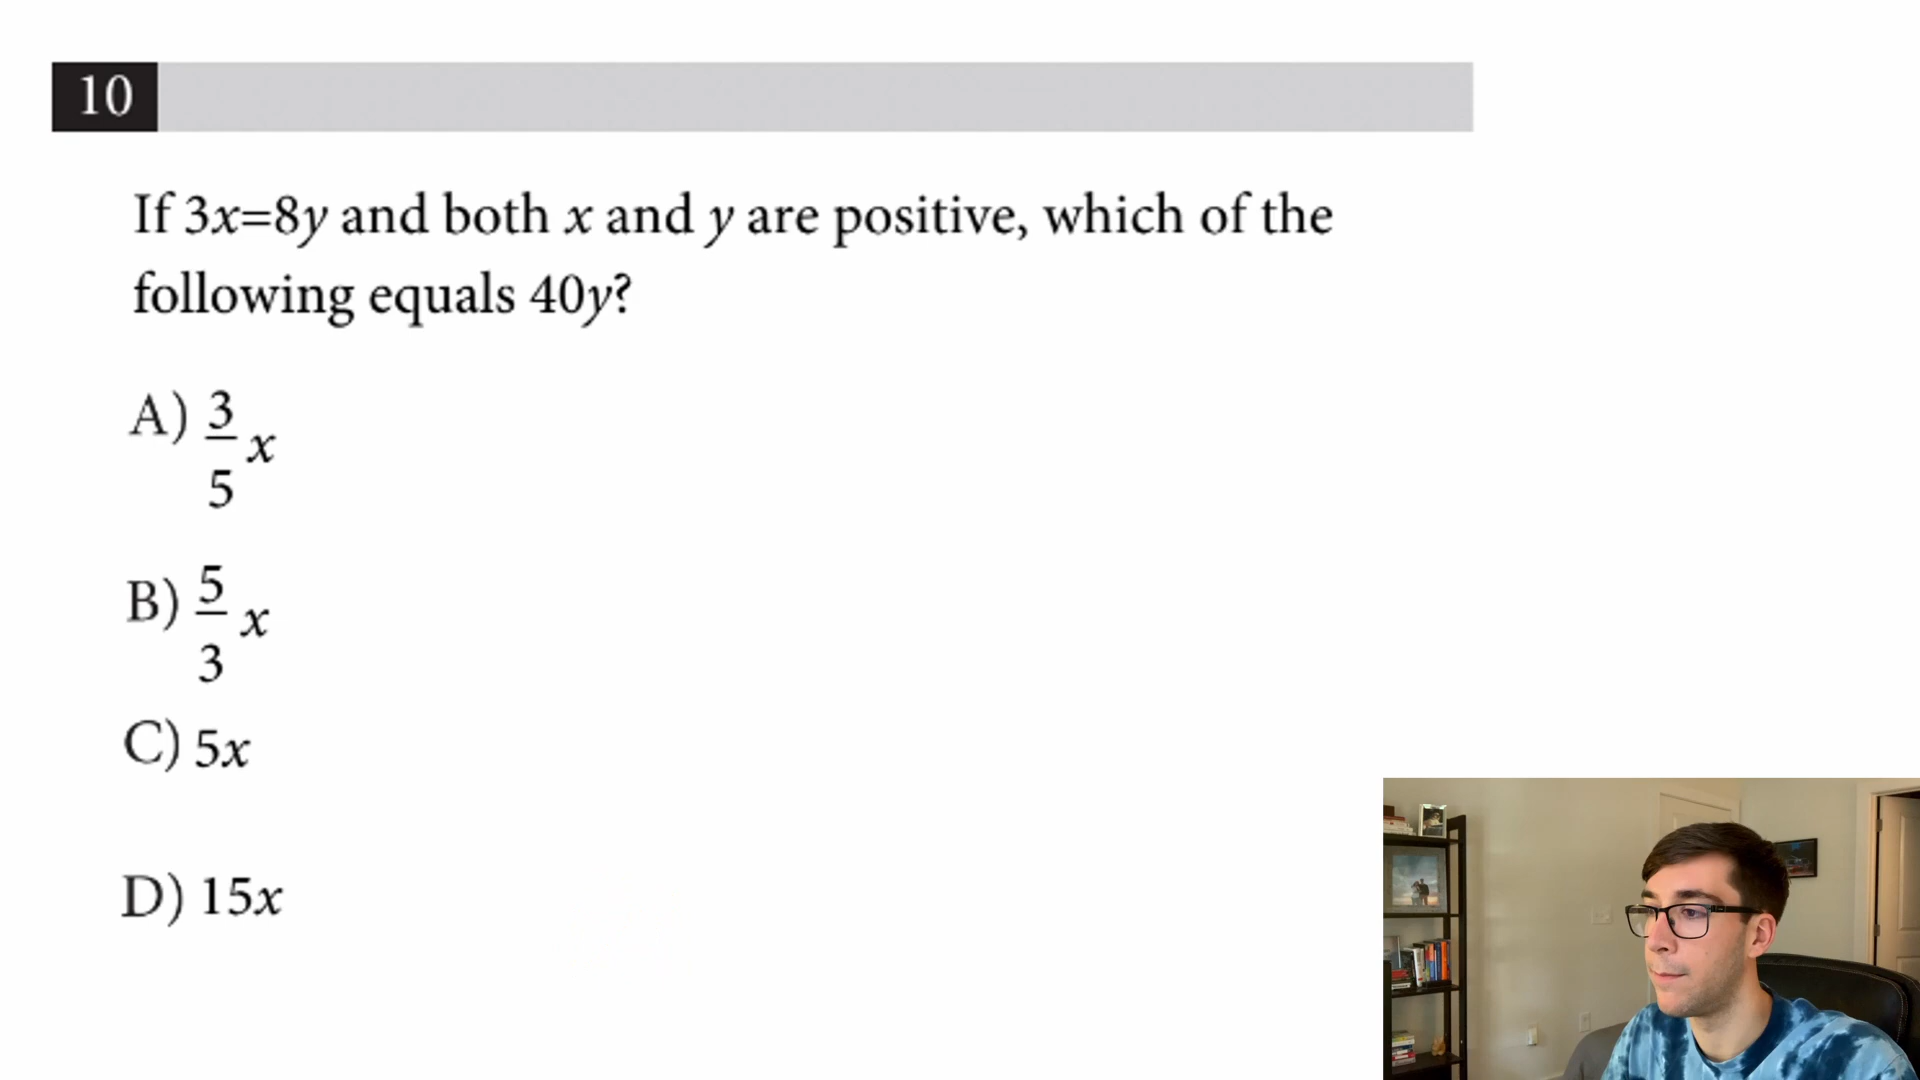 10
If 3x=8y and both x and y are positive, which of the
following equals 40y?
A) 3/5 x
B) 5/3 x
C) 5x
D) 15x